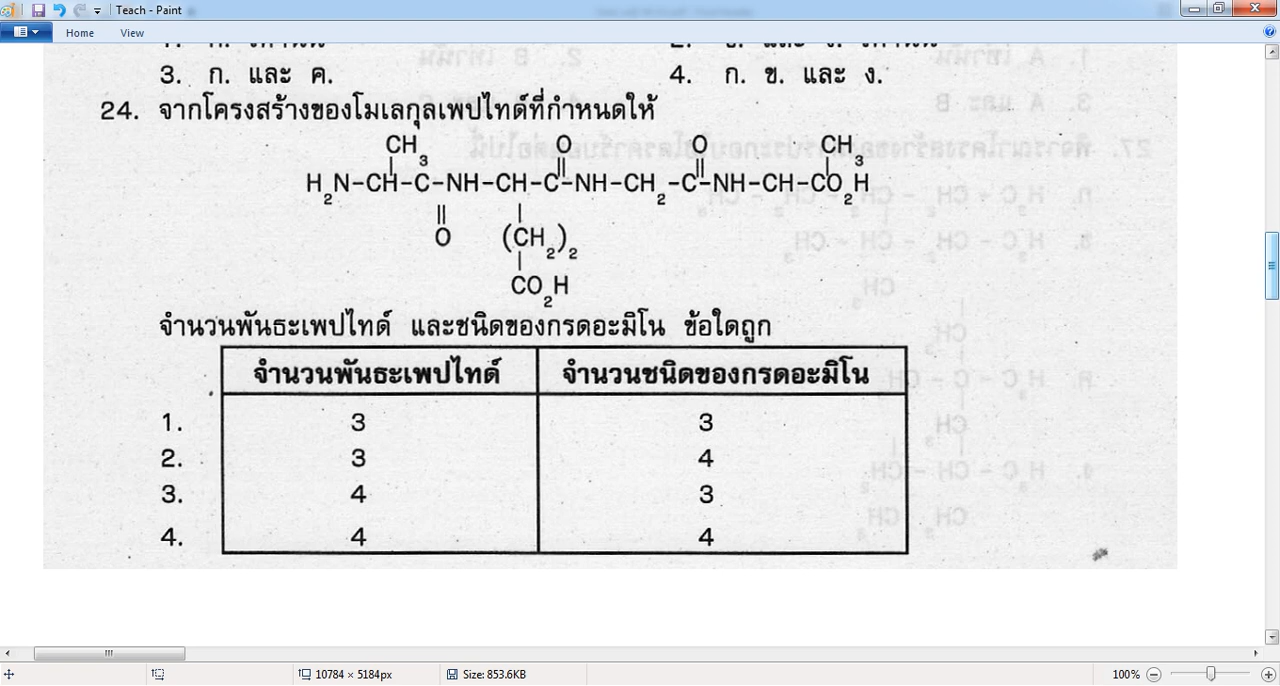 Teach - Paint
Home View
3. ก. และ ค. 4. ก. ข. และ ง.
24. จากโครงสร้างของโมเลกุลเพปไทด์ที่กำหนดให้
CH3 O O CH3
H2N-CH-C-NH-CH-C-NH-CH2-C-NH-CH-CO2H
O (CH2)2
CO2H
จำนวนพันธะเพปไทด์ และชนิดของกรดอะมิโน ข้อใดถูก
จำนวนพันธะเพปไทด์ จำนวนชนิดของกรดอะมิโน
1. 3 3
2. 3 4
3. 4 3
4. 4 4
10784 × 5184px Size: 853.6KB 100%